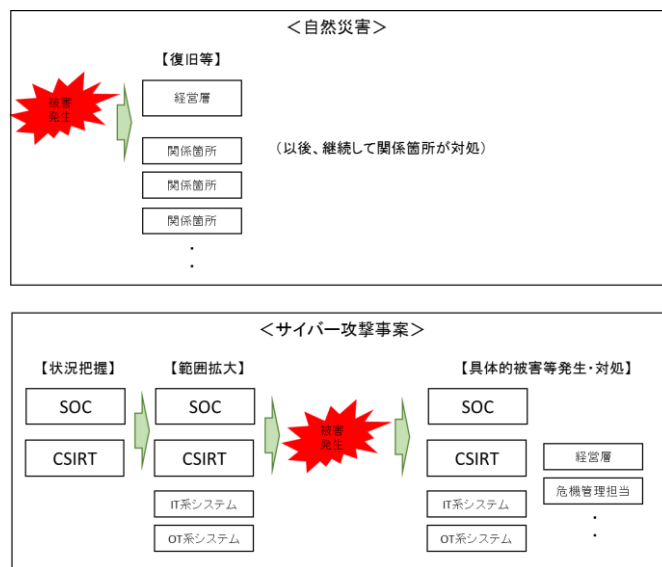 ＜自然災害＞
【復旧等】
被害
発生
経営層
関係箇所
（以後、継続して関係箇所が対処）
関係箇所
関係箇所
・
・
＜サイバー攻撃事案＞
【状況把握】
【範囲拡大】
【具体的被害等発生・対処】
SOC
SOC
被害
発生
SOC
CSIRT
CSIRT
CSIRT
経営層
IT系システム
IT系システム
危機管理担当
OT系システム
OT系システム
・
・